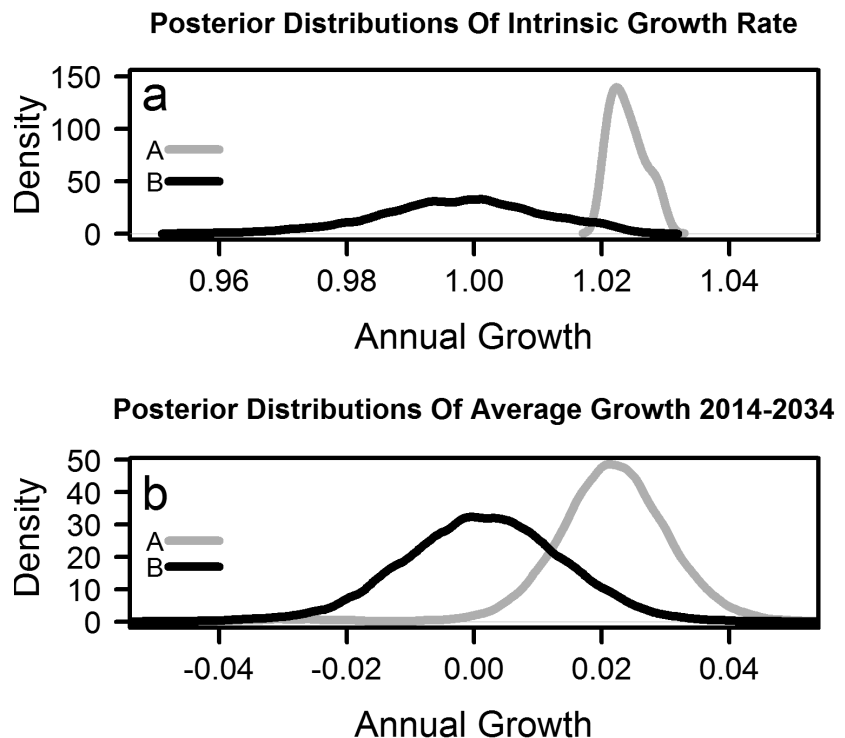 Posterior Distributions Of Intrinsic Growth Rate
a
A
B
Density
150
100
50
0
0.96 0.98 1.00 1.02 1.04
Annual Growth
Posterior Distributions Of Average Growth 2014-2034
b
A
B
Density
50
40
30
20
10
0
-0.04 -0.02 0.00 0.02 0.04
Annual Growth